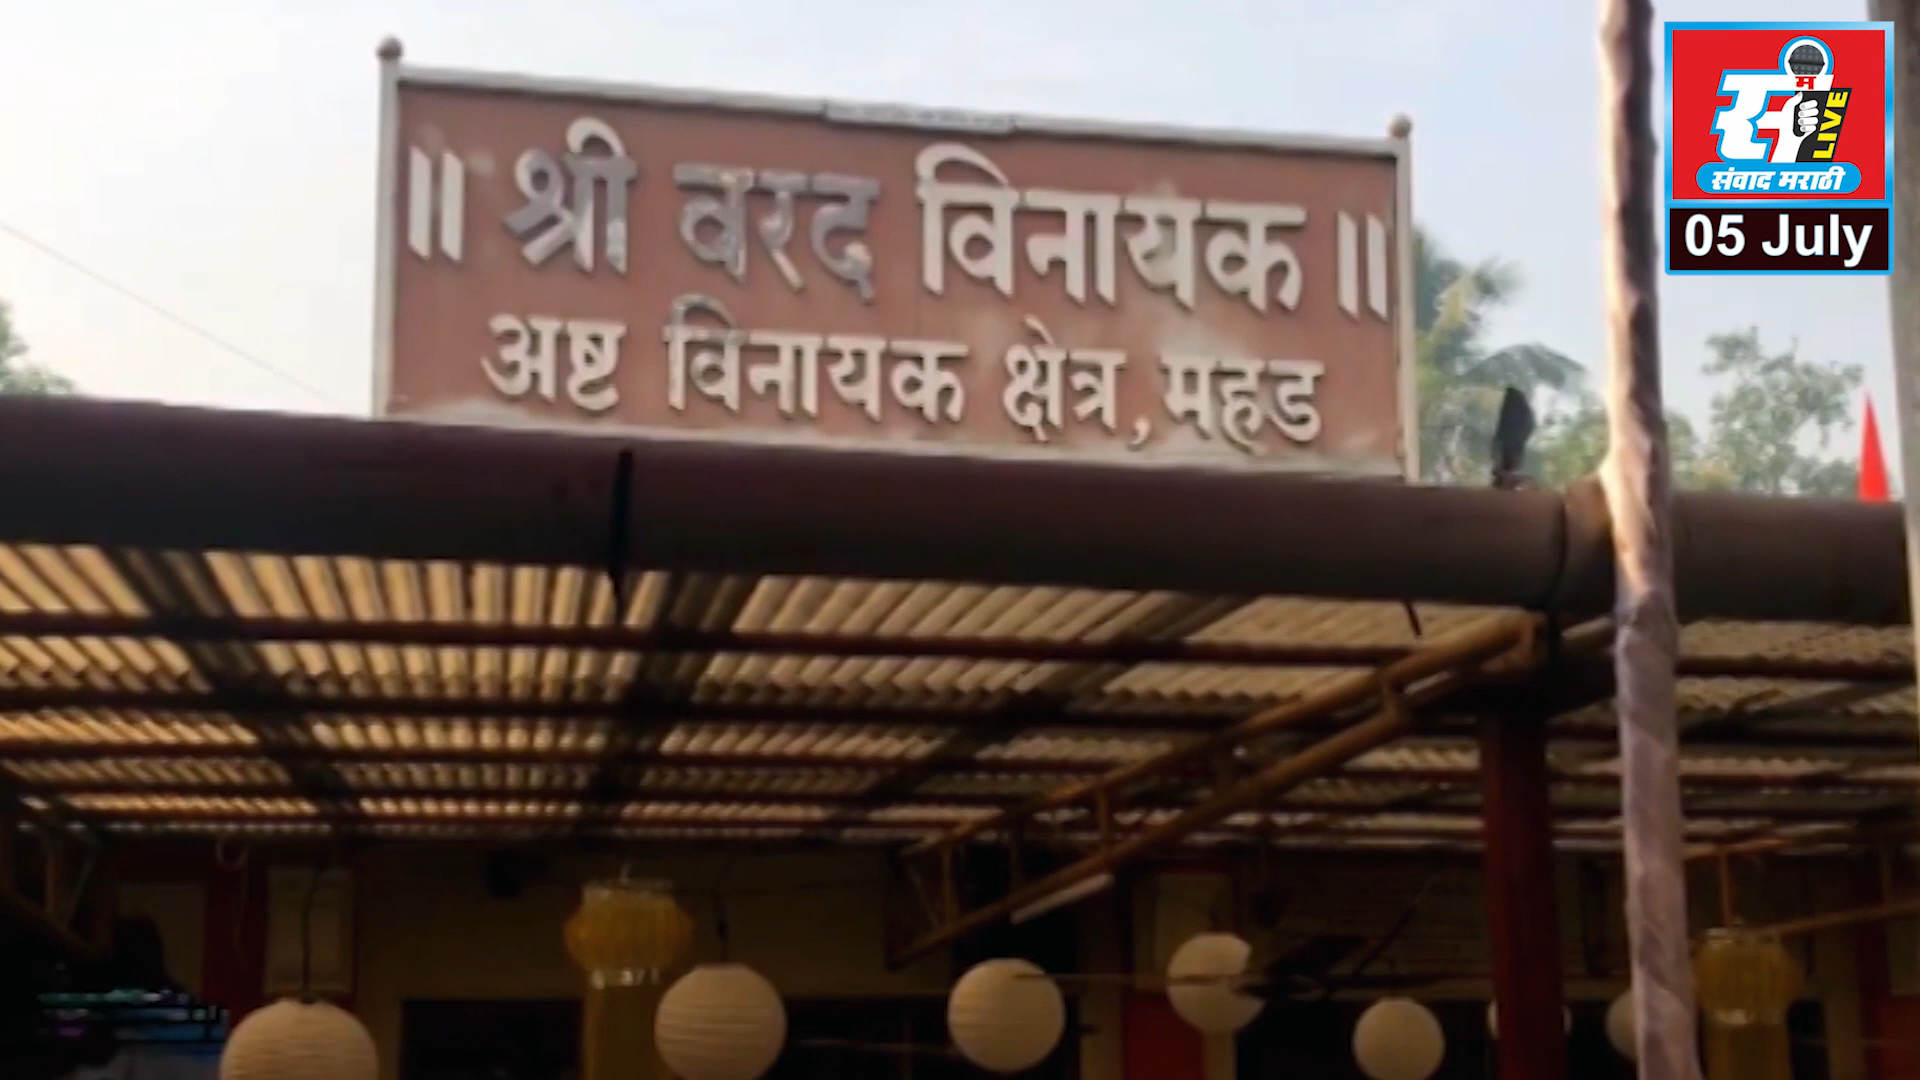 ॥ श्री वरद विनायक ॥
अष्ट विनायक क्षेत्र, महड
स म
LIVE
संवाद मराठी
05 July